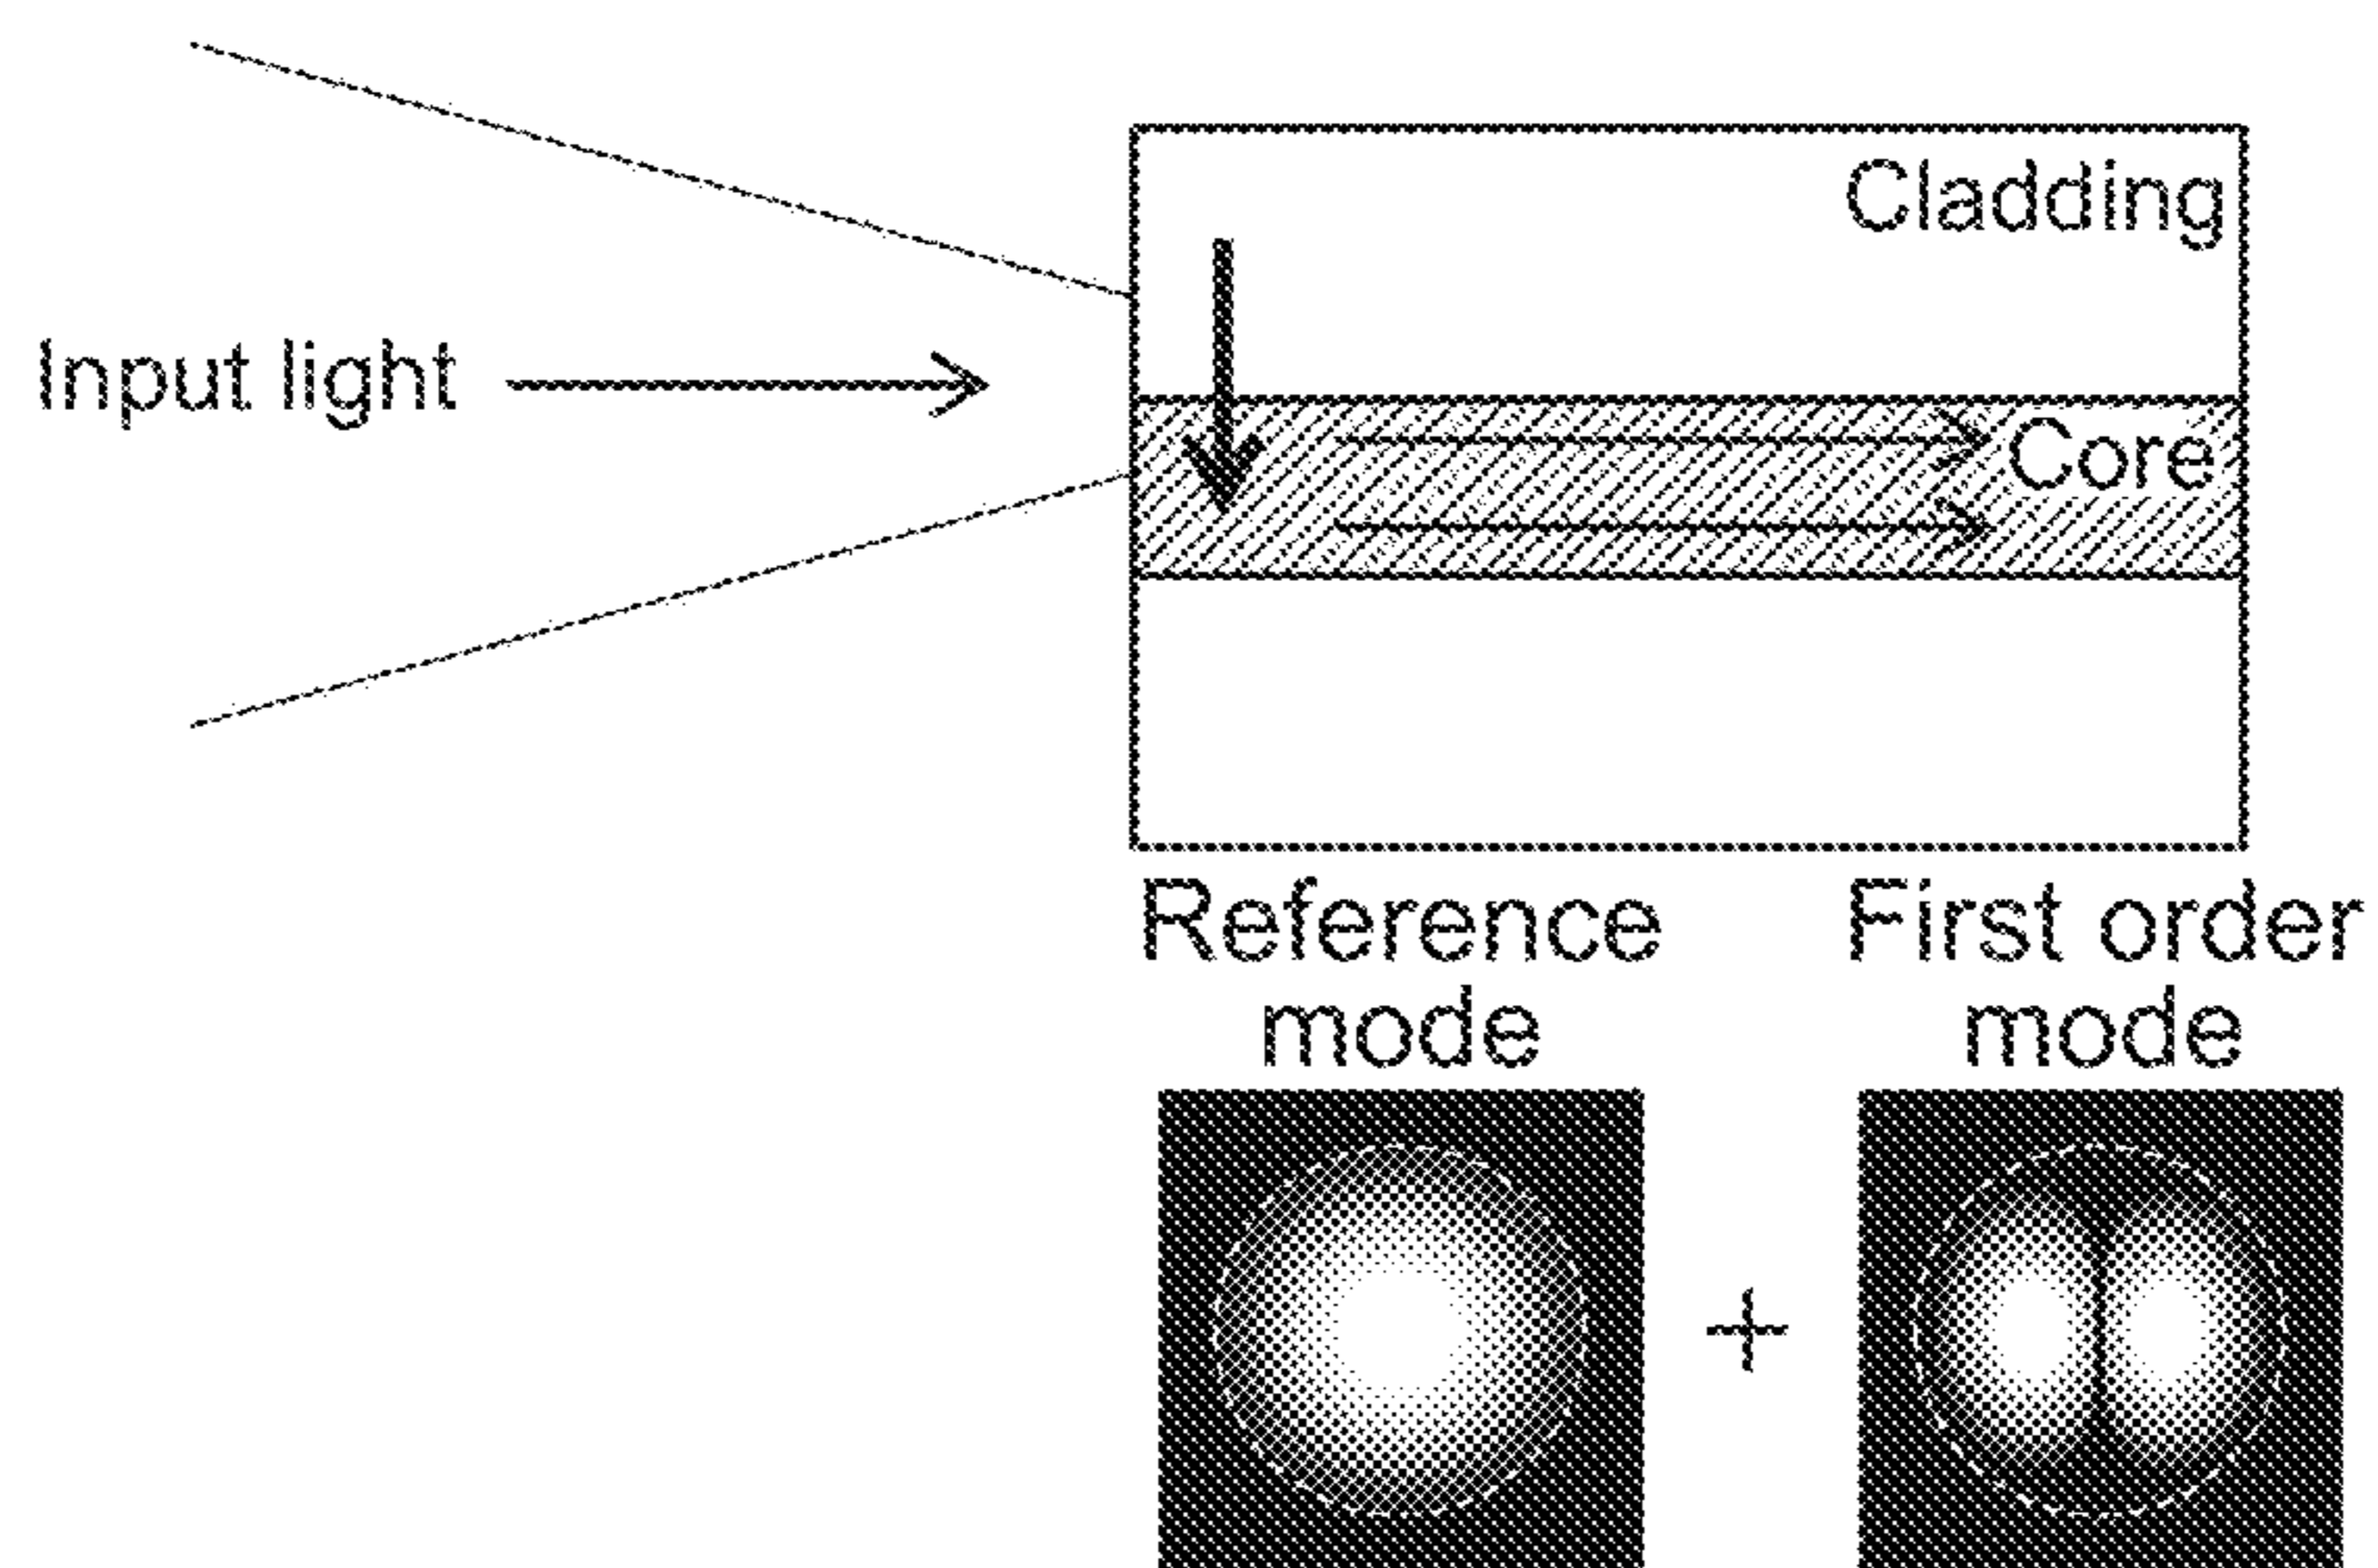 Cladding
Input light
Core
Reference mode
First order mode
+